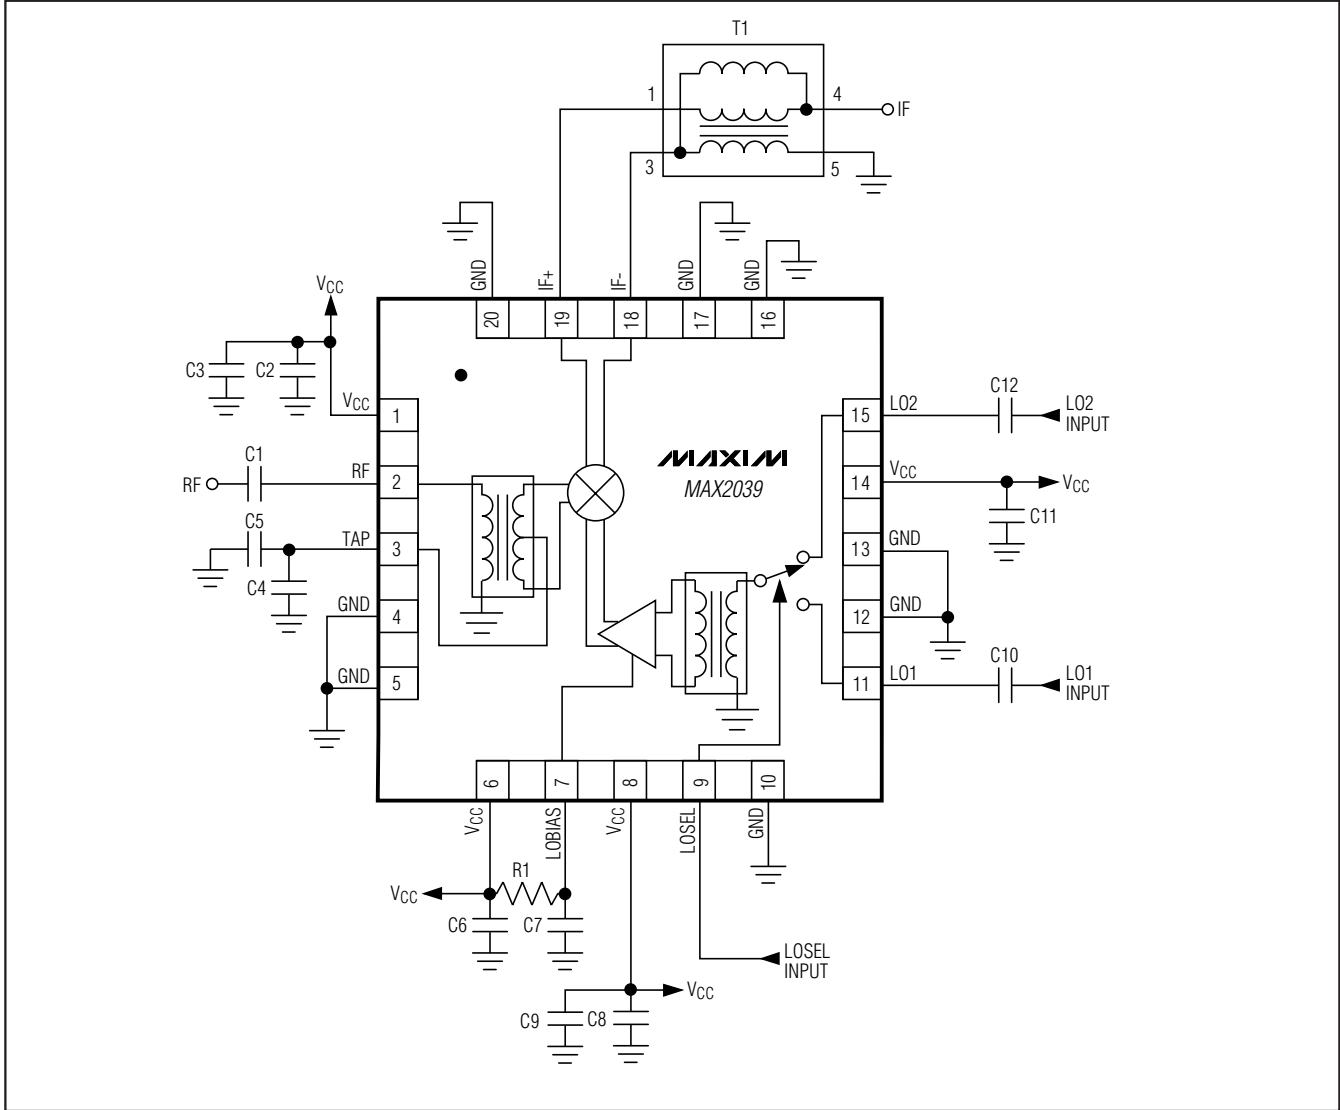 T1
1
4
IF
3
5
GND
IF+
IF-
GND
GND
VCC
20
19
18
17
16
C3
C2
VCC
1
C12
15
LO2
LO2
INPUT
MAXIM
MAX2039
C1
RF
RF
2
14
VCC
VCC
C11
C5
TAP
3
13
GND
C4
GND
4
12
GND
C10
GND
5
11
LO1
LO1
INPUT
6
7
8
9
10
VCC
LOBIAS
VCC
LOSEL
GND
R1
VCC
C6
C7
LOSEL
INPUT
VCC
C9
C8